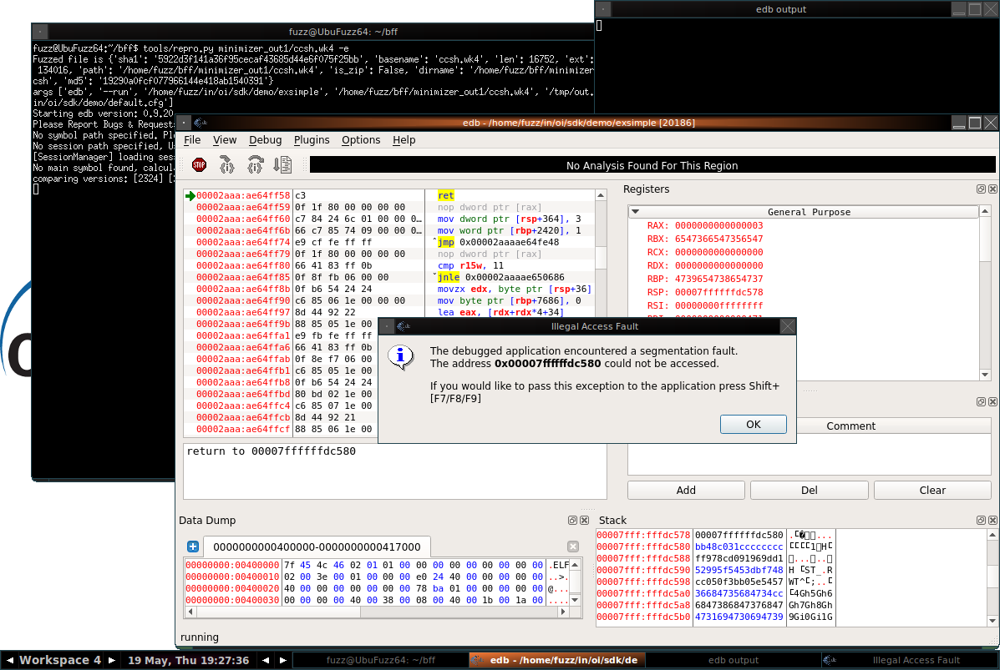 edb output
fuzz@UbuFuzz64: ~/bff
fuzz@UbuFuzz64:~/bff$ tools/repro.py minimizer_out1/ccsh.wk4 -e
Fuzzed file is {'sha1': '5922d3f141a36f95cecaf43685d44e6f075f25bb', 'basename': 'ccsh.wk4', 'len': 16752, 'ext':
134016, 'path': '/home/fuzz/bff/minimizer_out1/ccsh.wk4', 'is_zip': False, 'dirname': '/home/fuzz/bff/minimizer
csh', 'md5': '19290a0fcf077966144e418ab1540391'}
args ['edb', '--run', '/home/fuzz/in/oi/sdk/demo/exsimple', '/home/fuzz/bff/minimizer_out1/ccsh.wk4', '/tmp/out.
in/oi/sdk/demo/default.cfg']
Starting edb version: 0.9.20
Please Report Bugs & Requests
No symbol path specified. Ple
No session path specified, Us
[SessionManager] loading sess
No main symbol found, calcul
comparing versions: [2324] [2
edb - /home/fuzz/in/oi/sdk/demo/exsimple [20186]
File View Debug Plugins Options Help
STOP
No Analysis Found For This Region
00002aaa:ae64ff58 c3 ret
00002aaa:ae64ff59 0f 1f 80 00 00 00 00 nop dword ptr [rax]
00002aaa:ae64ff60 c7 84 24 6c 01 00 00 0… mov dword ptr [rsp+364], 3
00002aaa:ae64ff6b 66 c7 85 74 09 00 00 0… mov word ptr [rbp+2420], 1
00002aaa:ae64ff74 e9 cf fe ff ff ˆjmp 0x00002aaaae64fe48
00002aaa:ae64ff79 0f 1f 80 00 00 00 00 nop dword ptr [rax]
00002aaa:ae64ff80 66 41 83 ff 0b cmp r15w, 11
00002aaa:ae64ff85 0f 8f fb 06 00 00 ˇjnle 0x00002aaaae650686
00002aaa:ae64ff8b 0f b6 54 24 24 movzx edx, byte ptr [rsp+36]
00002aaa:ae64ff90 c6 85 06 1e 00 00 00 mov byte ptr [rbp+7686], 0
00002aaa:ae64ff97 8d 44 92 22 lea eax, [rdx+rdx*4+34]
00002aaa:ae64ff9b 88 85 05 1e 00
00002aaa:ae64ffa1 e9 fb fe ff ff
00002aaa:ae64ffa6 66 41 83 ff 0b
00002aaa:ae64ffab 0f 8e f7 06 00
00002aaa:ae64ffb1 c6 85 05 1e 00
00002aaa:ae64ffb8 0f b6 54 24 24
00002aaa:ae64ffbd 80 bd 02 1e 00
00002aaa:ae64ffc4 c6 85 07 1e 00
00002aaa:ae64ffcb 8d 44 92 21
00002aaa:ae64ffcf 88 85 06 1e 00
return to 00007ffffffdc580
Registers
General Purpose
RAX: 0000000000000003
RBX: 6547366547356547
RCX: 0000000000000000
RDX: 0000000000000000
RBP: 4739654738654737
RSP: 00007ffffffdc578
RSI: 00000000ffffffff
Illegal Access Fault
The debugged application encountered a segmentation fault.
The address 0x00007ffffffdc580 could not be accessed.
If you would like to pass this exception to the application press Shift+
[F7/F8/F9]
OK
Comment
Add Del Clear
Data Dump
0000000000400000-0000000000417000
00000000:00400000 7f 45 4c 46 02 01 01 00 00 00 00 00 00 00 00 00 .ELF
00000000:00400010 02 00 3e 00 01 00 00 00 e0 24 40 00 00 00 00 00 ..>.
00000000:00400020 40 00 00 00 00 00 00 00 78 ba 01 00 00 00 00 00 @...
00000000:00400030 00 00 00 00 40 00 38 00 08 00 40 00 1b 00 1a 00 ....
Stack
00007fff:fffdc578 00007ffffffdc580
00007fff:fffdc580 bb48c031cccccccc
00007fff:fffdc588 ff978cd091969dd1
00007fff:fffdc590 52995f5453dbf748
00007fff:fffdc598 cc050f3bb05e5457
00007fff:fffdc5a0 36684735684734cc
00007fff:fffdc5a8 6847386847376847 Gh7Gh8Gh
00007fff:fffdc5b0 4731694730694739 9Gi0Gi1G
running
Workspace 4 19 May, Thu 19:27:36 fuzz@UbuFuzz64: ~/bff edb - /home/fuzz/in/oi/sdk/de edb output Illegal Access Fault